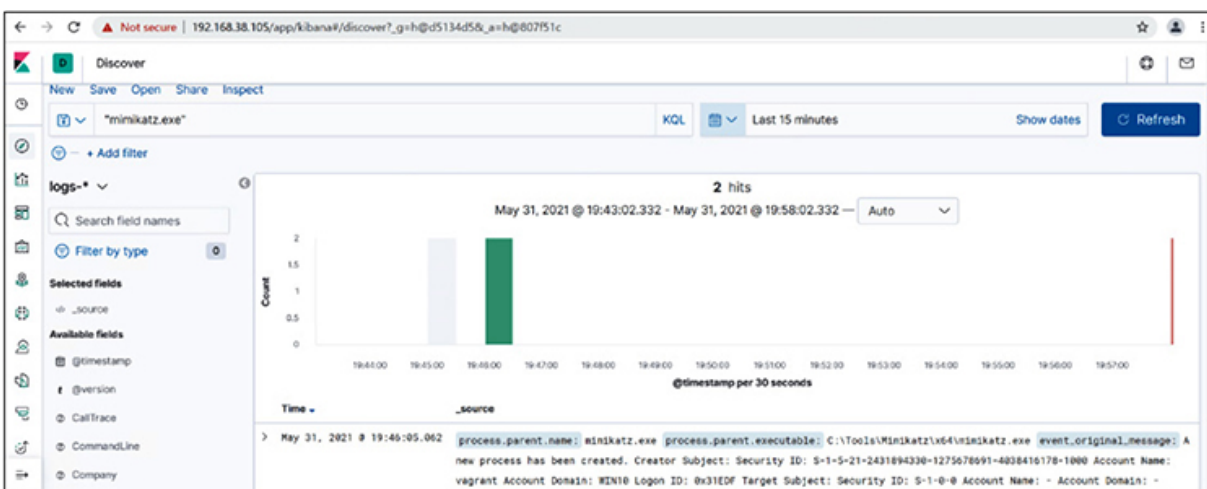 Not secure | 192.168.38.105/app/kibana#/discover?_g=h@d5134d5&_a=h@807f51c
D Discover
New Save Open Share Inspect
"mimikatz.exe" KQL Last 15 minutes Show dates Refresh
+ Add filter
logs-*
Search field names
Filter by type 0
Selected fields
_source
Available fields
@timestamp
t @version
CallTrace
CommandLine
Company
2 hits
May 31, 2021 @ 19:43:02.332 - May 31, 2021 @ 19:58:02.332 — Auto
Count
2
1.5
1
0.5
0
19:44:00 19:45:00 19:46:00 19:47:00 19:48:00 19:49:00 19:50:00 19:51:00 19:52:00 19:53:00 19:54:00 19:55:00 19:56:00 19:57:00
@timestamp per 30 seconds
Time _source
> May 31, 2021 @ 19:46:05.062 process.parent.name: mimikatz.exe process.parent.executable: C:\Tools\Mimikatz\x64\mimikatz.exe event_original_message: A
new process has been created. Creator Subject: Security ID: S-1-5-21-2431894330-1275678691-4038416178-1000 Account Name:
vagrant Account Domain: WIN10 Logon ID: 0x31EDF Target Subject: Security ID: S-1-0-0 Account Name: - Account Domain: -